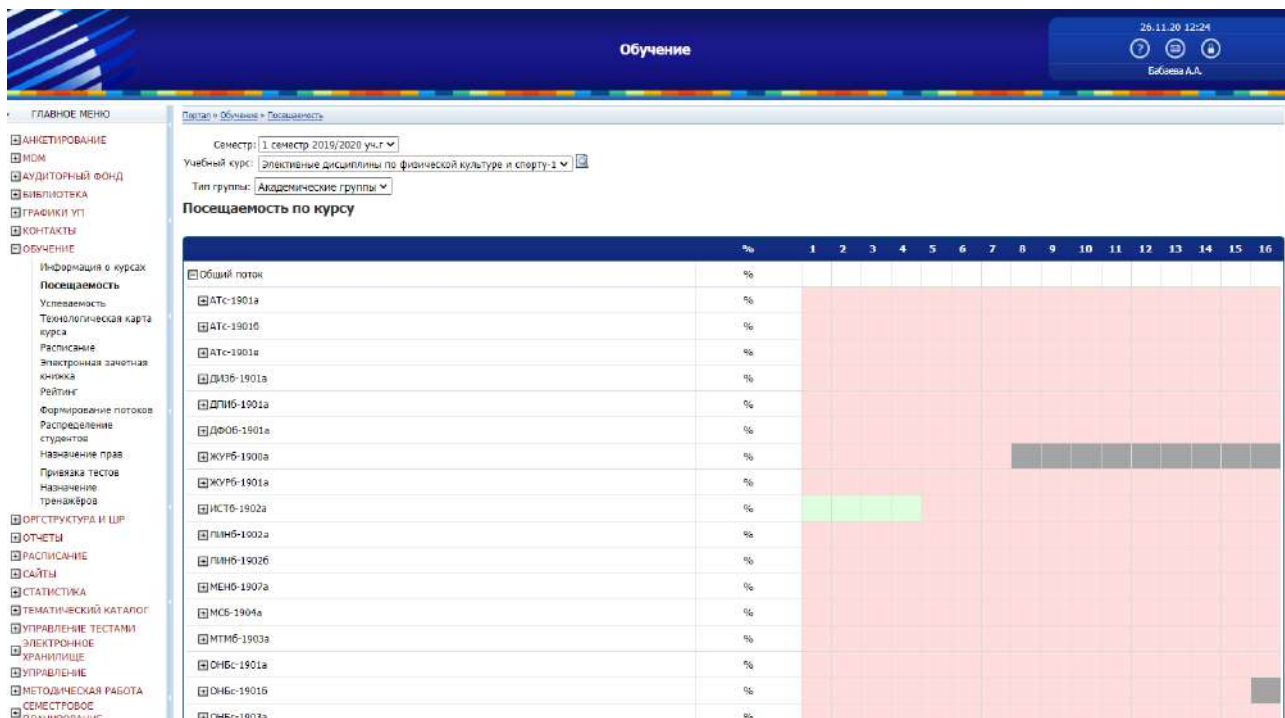 26.11.20 12:24
Обучение
Бабаева А.А.
ГЛАВНОЕ МЕНЮ
АНКЕТИРОВАНИЕ
MDM
АУДИТОРНЫЙ ФОНД
БИБЛИОТЕКА
ГРАФИКИ УП
КОНТАКТЫ
ОБУЧЕНИЕ
Информация о курсах
Посещаемость
Успеваемость
Технологическая карта
курса
Расписание
Электронная зачетная
книжка
Рейтинг
Формирование потоков
Распределение
студентов
Назначение прав
Привязка тестов
Назначение
тренажёров
ОРГСТРУКТУРА И ШР
ОТЧЕТЫ
РАСПИСАНИЕ
САЙТЫ
СТАТИСТИКА
ТЕМАТИЧЕСКИЙ КАТАЛОГ
УПРАВЛЕНИЕ ТЕСТАМИ
ЭЛЕКТРОННОЕ
ХРАНИЛИЩЕ
УПРАВЛЕНИЕ
МЕТОДИЧЕСКАЯ РАБОТА
СЕМЕСТРОВОЕ
Портал » Обучение » Посещаемость
Семестр: 1 семестр 2019/2020 уч.г
Учебный курс: Элективные дисциплины по физической культуре и спорту-1
Тип группы: Академические группы
Посещаемость по курсу
% 1 2 3 4 5 6 7 8 9 10 11 12 13 14 15 16
Общий поток %
АТс-1901а %
АТс-1901б %
АТс-1901в %
ДИЗб-1901а %
ДПИб-1901а %
ДФОб-1901а %
ЖУРб-1900а %
ЖУРб-1901а %
ИСТб-1902а %
ПИНб-1902а %
ПИНб-1902б %
МЕНб-1907а %
МСб-1904а %
МТМб-1903а %
ОНБс-1901а %
ОНБс-1901б %
ОНБс-1903а %